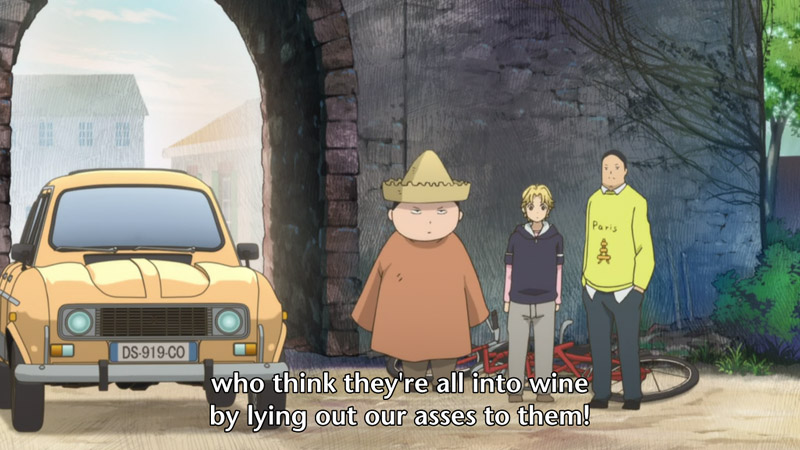 Paris
DS-919-CO
who think they're all into wine
by lying out our asses to them!